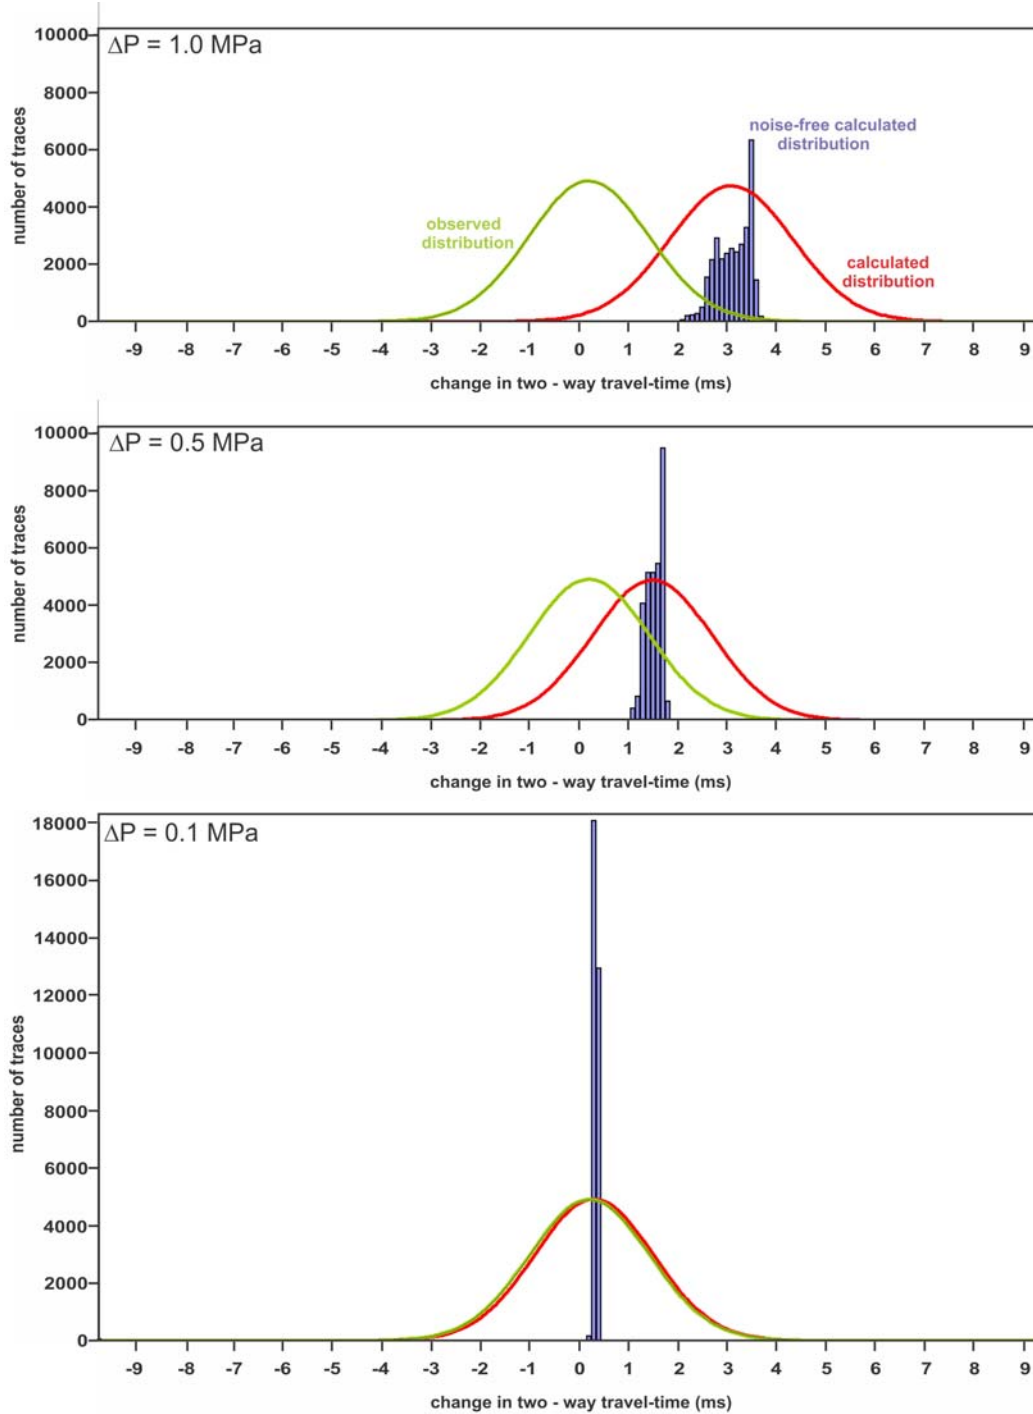 ΔP = 1.0 MPa
10000
8000
6000
4000
2000
0
number of traces
noise-free calculated
distribution
observed
distribution
calculated
distribution
-9 -8 -7 -6 -5 -4 -3 -2 -1 0 1 2 3 4 5 6 7 8 9
change in two - way travel-time (ms)
ΔP = 0.5 MPa
10000
8000
6000
4000
2000
0
number of traces
-9 -8 -7 -6 -5 -4 -3 -2 -1 0 1 2 3 4 5 6 7 8 9
change in two - way travel-time (ms)
ΔP = 0.1 MPa
18000
16000
14000
12000
10000
8000
6000
4000
2000
0
number of traces
-9 -8 -7 -6 -5 -4 -3 -2 -1 0 1 2 3 4 5 6 7 8 9
change in two - way travel-time (ms)